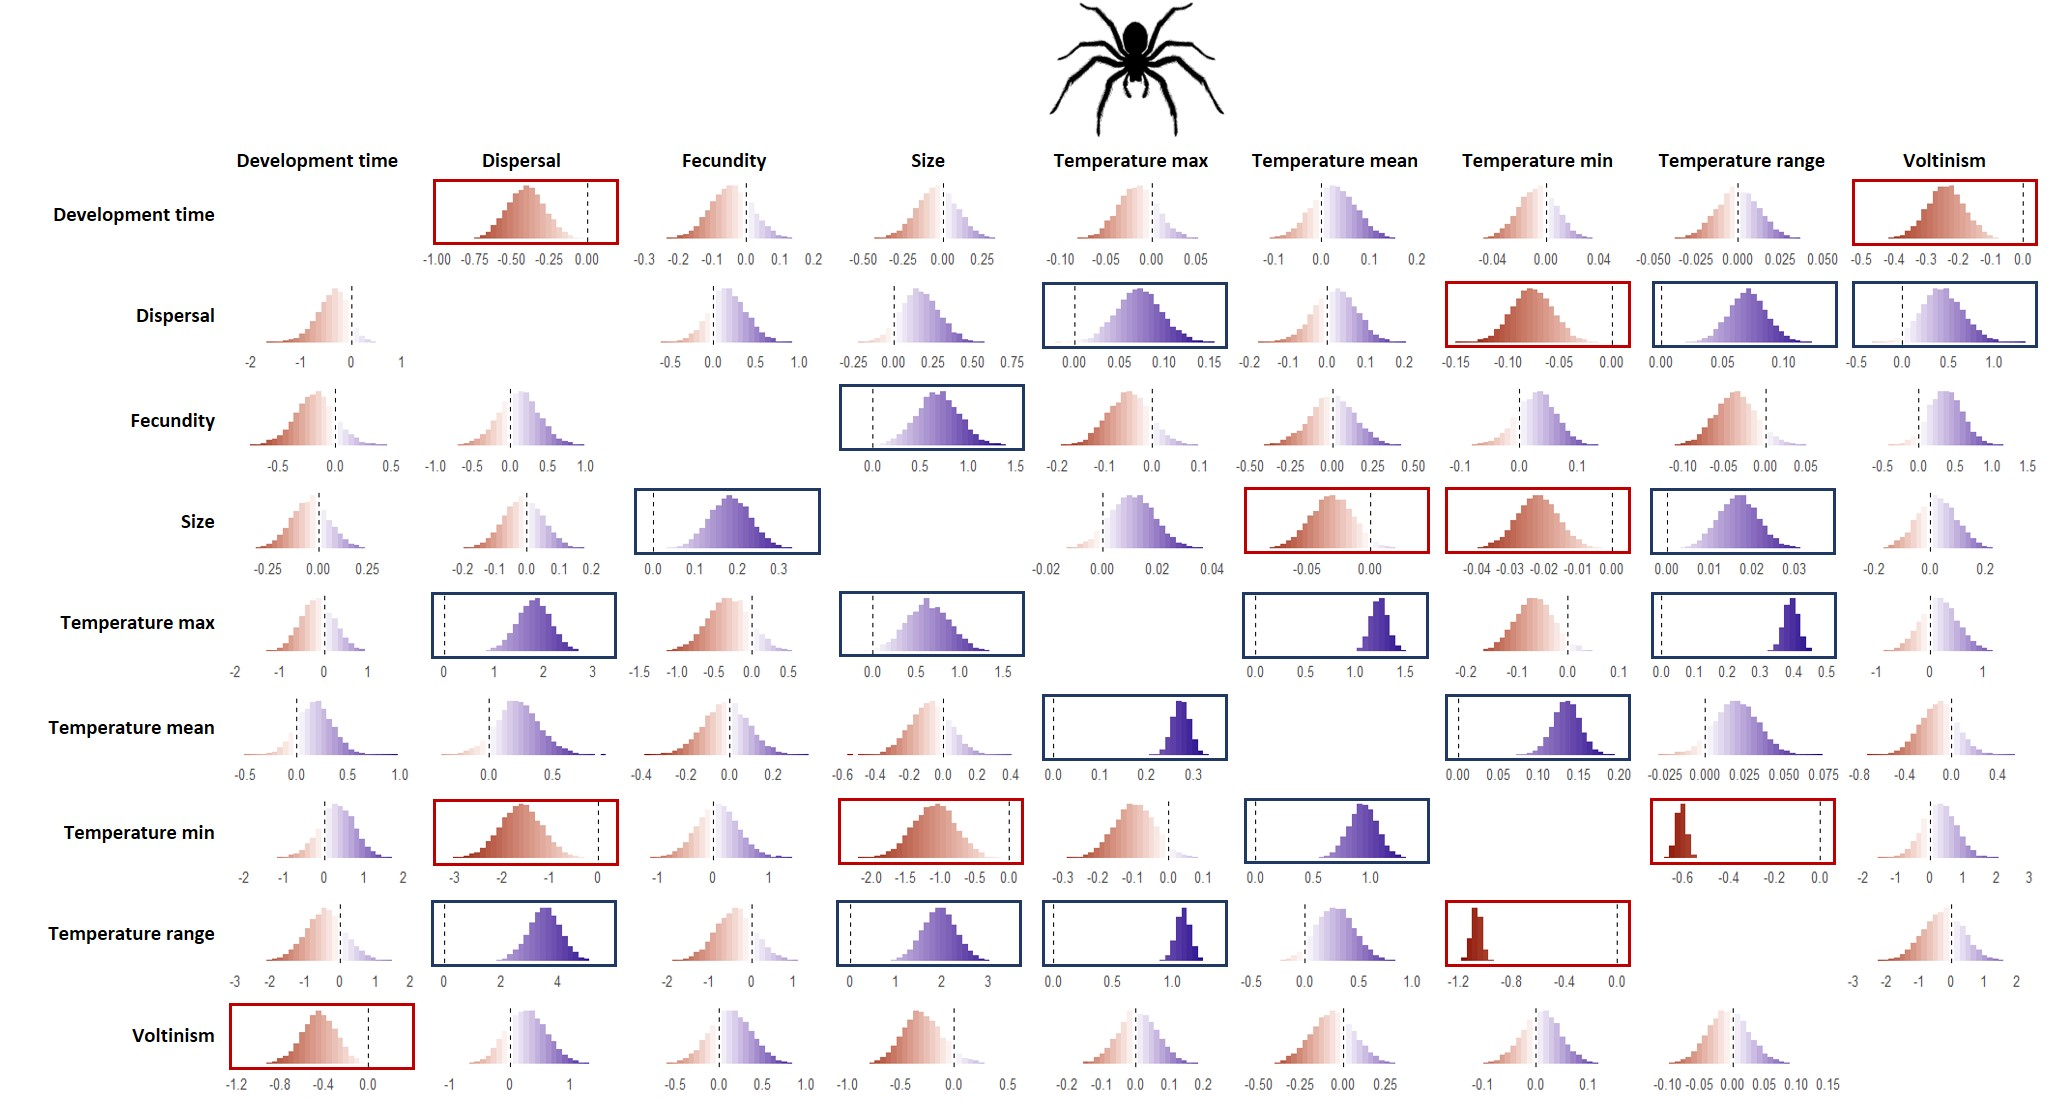 Development time Dispersal Fecundity Size Temperature max Temperature mean Temperature min Temperature range Voltinism
Development time
-1.00 -0.75 -0.50 -0.25 0.00 -0.3 -0.2 -0.1 0.0 0.1 0.2 -0.50 -0.25 0.00 0.25 -0.10 -0.05 0.00 0.05 -0.1 0.0 0.1 0.2 -0.04 0.00 0.04 -0.050 -0.025 0.000 0.025 0.050 -0.5 -0.4 -0.3 -0.2 -0.1 0.0
Dispersal
-2 -1 0 1 -0.5 0.0 0.5 1.0 -0.25 0.00 0.25 0.50 0.75 0.00 0.05 0.10 0.15 -0.2 -0.1 0.0 0.1 0.2 -0.15 -0.10 -0.05 0.00 0.00 0.05 0.10 -0.5 0.0 0.5 1.0
Fecundity
-0.5 0.0 0.5 -1.0 -0.5 0.0 0.5 1.0 0.0 0.5 1.0 1.5 -0.2 -0.1 0.0 0.1 -0.50 -0.25 0.00 0.25 0.50 -0.1 0.0 0.1 -0.10 -0.05 0.00 0.05 -0.5 0.0 0.5 1.0 1.5
Size
-0.25 0.00 0.25 -0.2 -0.1 0.0 0.1 0.2 0.0 0.1 0.2 0.3 -0.02 0.00 0.02 0.04 -0.05 0.00 -0.04 -0.03 -0.02 -0.01 0.00 0.00 0.01 0.02 0.03 -0.2 0.0 0.2
Temperature max
-2 -1 0 1 0 1 2 3 -1.5 -1.0 -0.5 0.0 0.5 0.0 0.5 1.0 1.5 0.0 0.5 1.0 1.5 -0.2 -0.1 0.0 0.1 0.0 0.1 0.2 0.3 0.4 0.5 -1 0 1
Temperature mean
-0.5 0.0 0.5 1.0 0.0 0.5 -0.4 -0.2 0.0 0.2 -0.6 -0.4 -0.2 0.0 0.2 0.4 0.0 0.1 0.2 0.3 0.00 0.05 0.10 0.15 0.20 -0.025 0.000 0.025 0.050 0.075 -0.8 -0.4 0.0 0.4
Temperature min
-2 -1 0 1 2 -3 -2 -1 0 -1 0 1 -2.0 -1.5 -1.0 -0.5 0.0 -0.3 -0.2 -0.1 0.0 0.1 0.0 0.5 1.0 -0.6 -0.4 -0.2 0.0 -2 -1 0 1 2 3
Temperature range
-3 -2 -1 0 1 2 0 2 4 -2 -1 0 1 0 1 2 3 0.0 0.5 1.0 -0.5 0.0 0.5 1.0 -1.2 -0.8 -0.4 0.0 -3 -2 -1 0 1 2
Voltinism
-1.2 -0.8 -0.4 0.0 -1 0 1 -0.5 0.0 0.5 1.0 -1.0 -0.5 0.0 0.5 -0.2 -0.1 0.0 0.1 0.2 -0.50 -0.25 0.00 0.25 -0.1 0.0 0.1 -0.10 -0.05 0.00 0.05 0.10 0.15